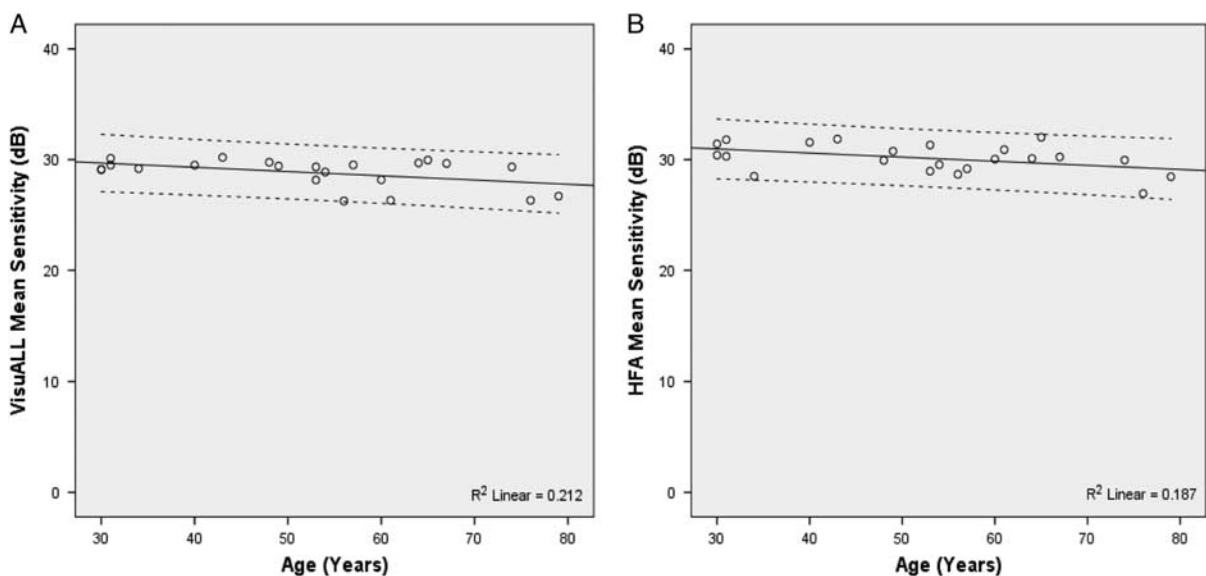 A
VisuALL Mean Sensitivity (dB)
40
30
20
10
0
R² Linear = 0.212
30 40 50 60 70 80
Age (Years)
B
HFA Mean Sensitivity (dB)
40
30
20
10
0
R² Linear = 0.187
30 40 50 60 70 80
Age (Years)